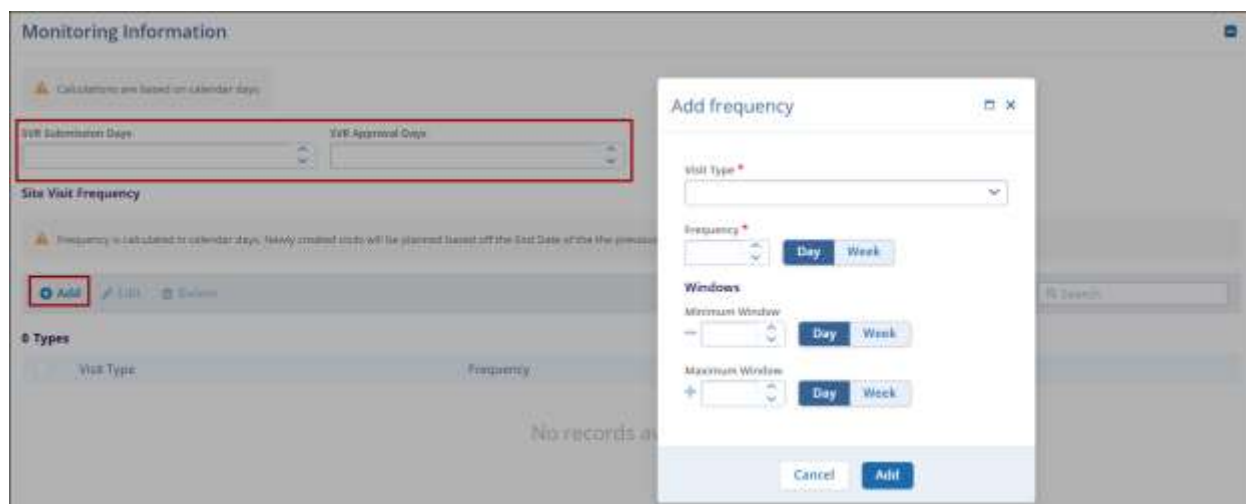 Monitoring Information
Calculations are based on calendar days
SVR Submission Days
SVR Approval Days
Site Visit Frequency
Frequency is calculated in calendar days. Newly created visits will be planned based off the End Date of the the previous
Add Edit Delete
Search
0 Types
Visit Type Frequency
No records av
Add frequency
Visit Type *
Frequency *
Day Week
Windows
Minimum Window
− Day Week
Maximum Window
+ Day Week
Cancel Add